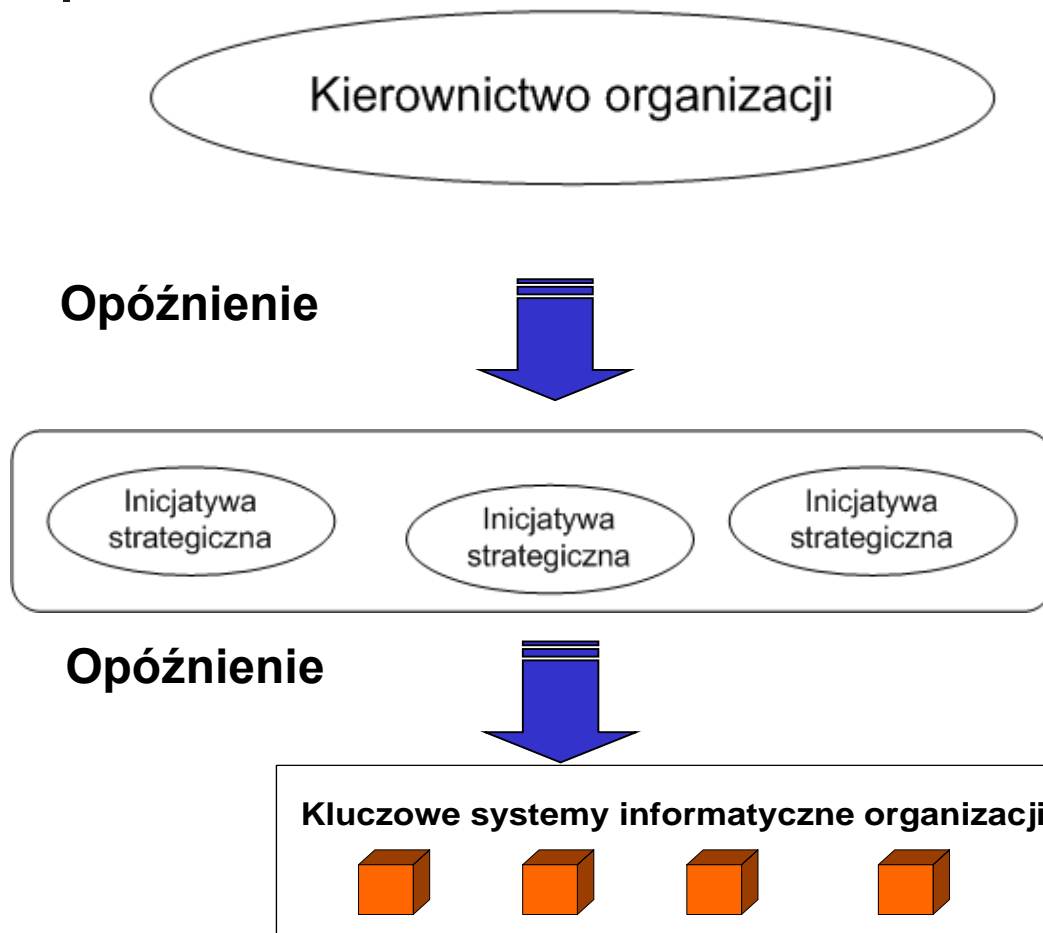 Kierownictwo organizacji
Opóźnienie
Inicjatywa
strategiczna
Inicjatywa
strategiczna
Inicjatywa
strategiczna
Opóźnienie
Kluczowe systemy informatyczne organizacji